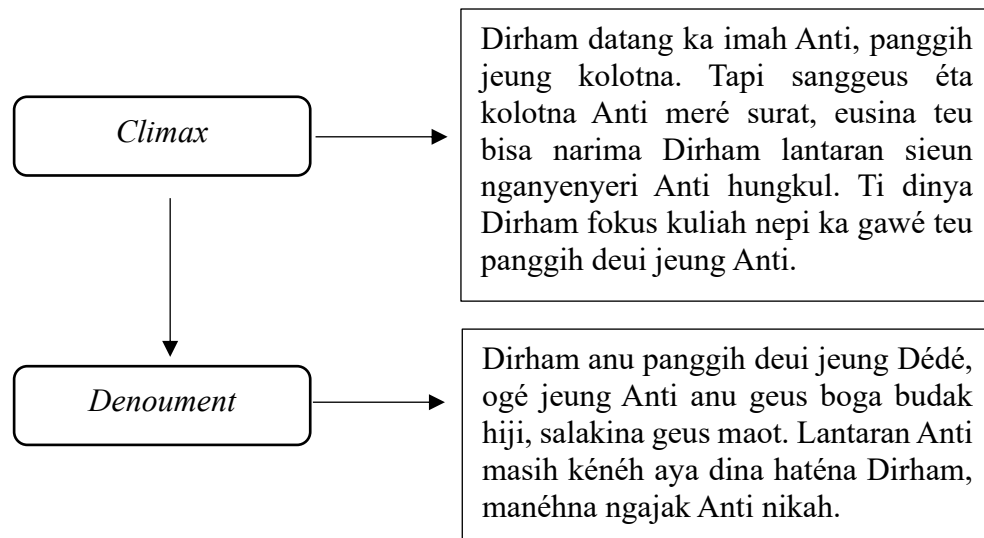 Climax
Dirham datang ka imah Anti, panggih
jeung kolotna. Tapi sanggeus éta
kolotna Anti meré surat, eusina teu
bisa narima Dirham lantaran sieun
nganyenyeri Anti hungkul. Ti dinya
Dirham fokus kuliah nepi ka gawé teu
panggih deui jeung Anti.
Denoument
Dirham anu panggih deui jeung Dédé,
ogé jeung Anti anu geus boga budak
hiji, salakina geus maot. Lantaran Anti
masih kénéh aya dina haténa Dirham,
manéhna ngajak Anti nikah.